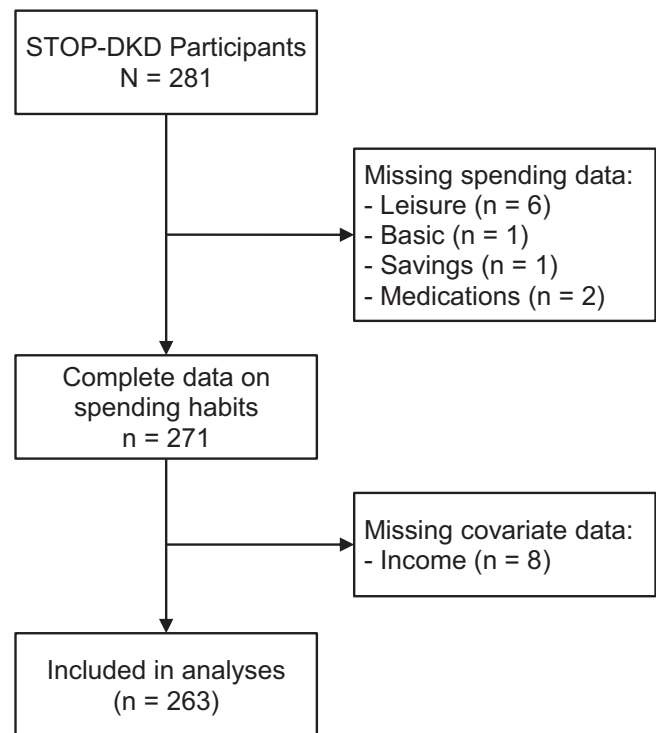 STOP-DKD Participants
N = 281
Missing spending data:
- Leisure (n = 6)
- Basic (n = 1)
- Savings (n = 1)
- Medications (n = 2)
Complete data on
spending habits
n = 271
Missing covariate data:
- Income (n = 8)
Included in analyses
(n = 263)